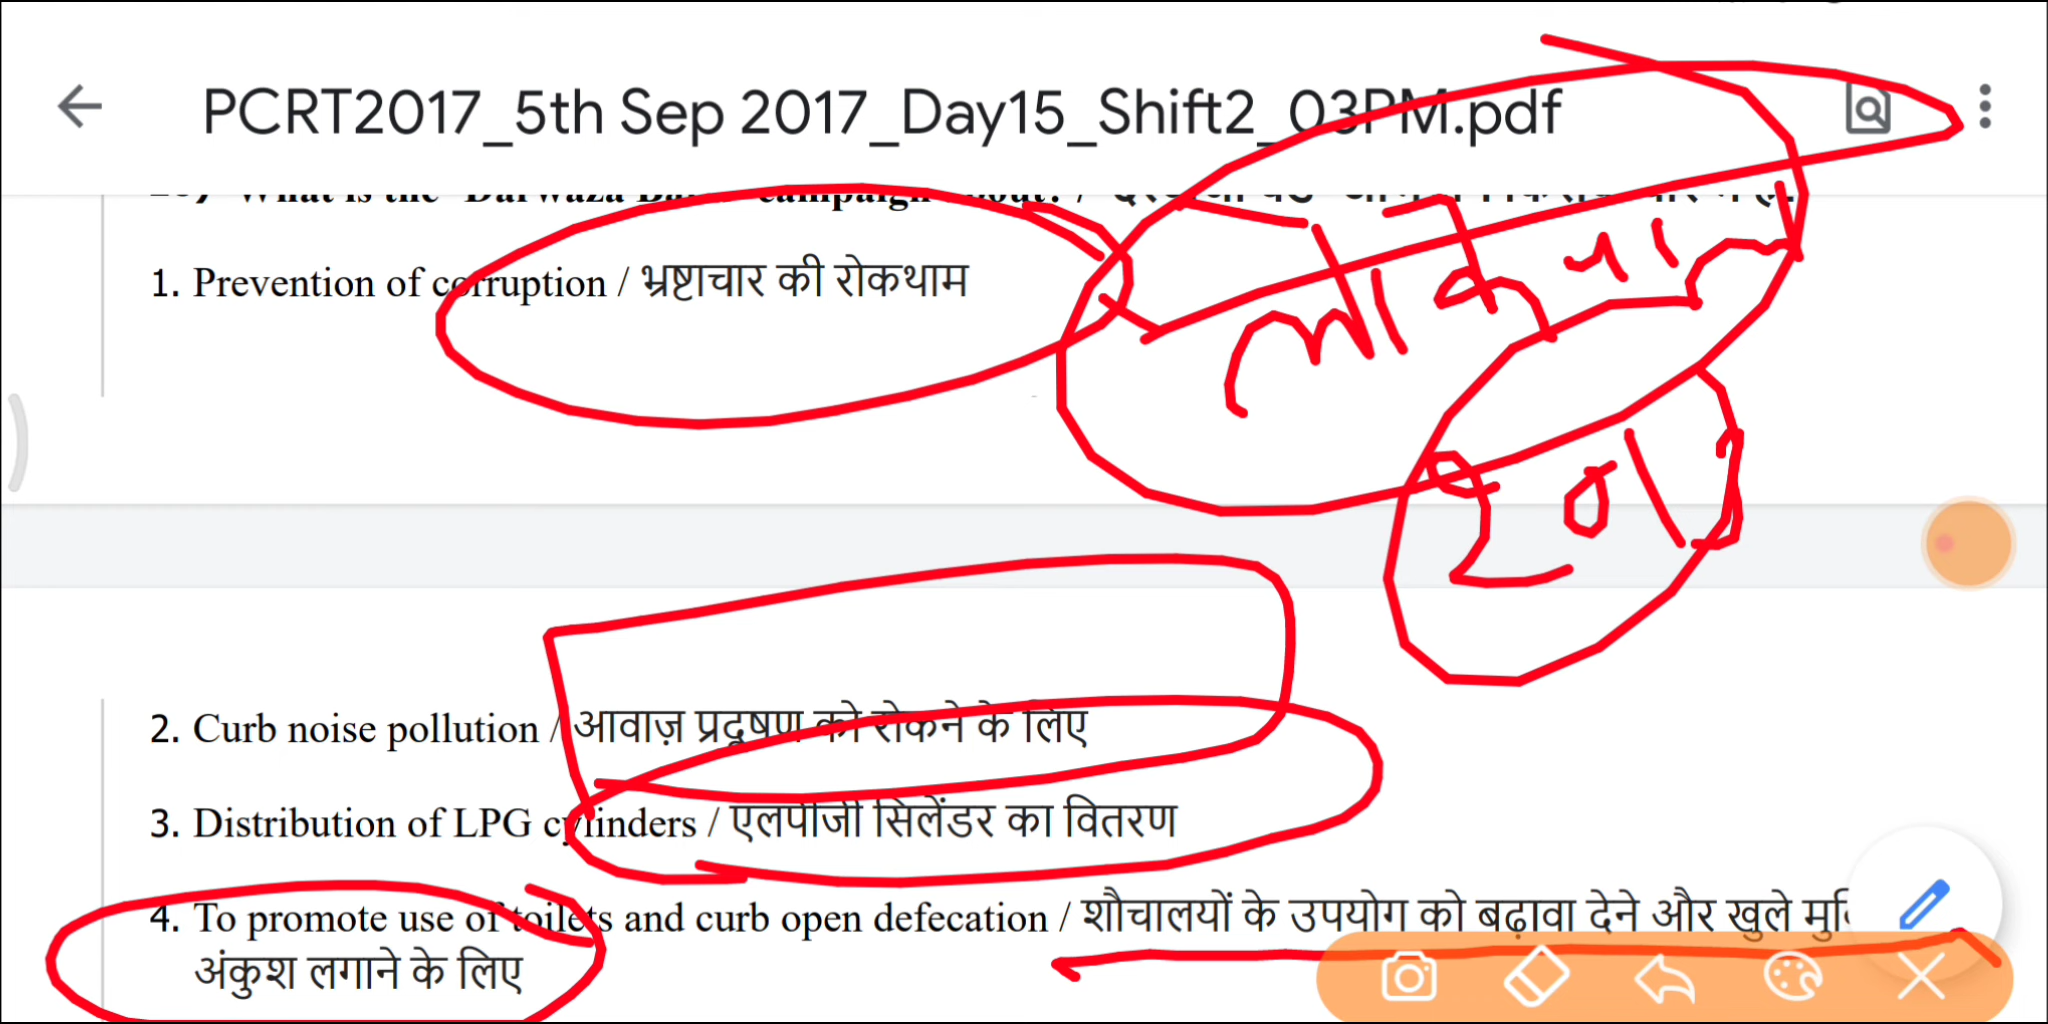 PCRT2017_5th Sep 2017_Day15_Shift2_03PM.pdf
1. Prevention of corruption / भ्रष्टाचार की रोकथाम
2. Curb noise pollution / आवाज़ प्रदूषण को रोकने के लिए
3. Distribution of LPG cylinders / एलपीजी सिलेंडर का वितरण
4. To promote use of toilets and curb open defecation / शौचालयों के उपयोग को बढ़ावा देने और खुले
अंकुश लगाने के लिए